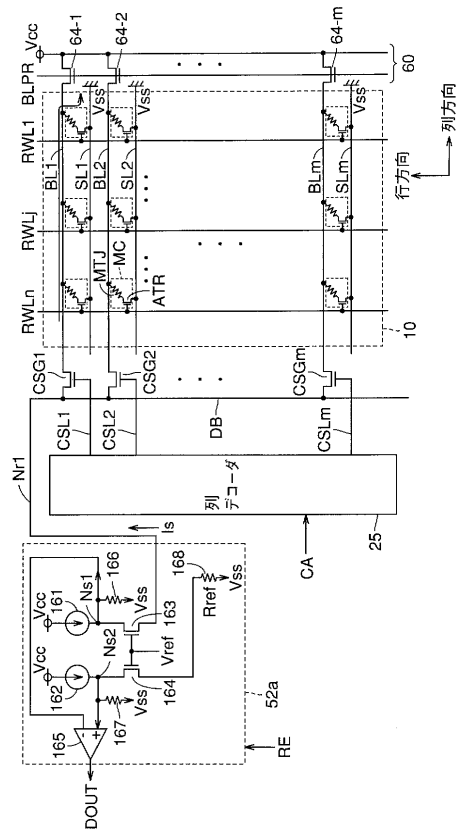 BLPR
Vcc
64-1
64-2
64-m
60
RWL1
RWLj
RWLn
BL1
SL1
BL2
SL2
BLm
SLm
Vss
Vss
Vss
MTJ
MC
ATR
10
行方向
列方向
CSG1
CSG2
CSGm
CSL1
CSL2
CSLm
DB
Nr1
列
デコーダ
25
CA
Is
Vcc
161
Ns1
166
Vss
163
Vcc
162
Ns2
164
Vref
167
Vss
168
Rref
Vss
165
-
+
52a
RE
DOUT